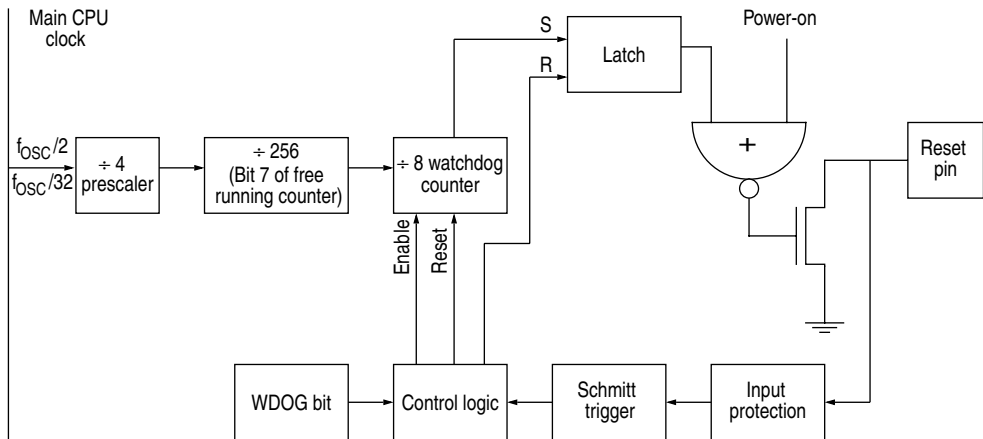 Main CPU
clock
S
R
Latch
Power-on
+
fOSC/2
fOSC/32
÷ 4
prescaler
÷ 256
(Bit 7 of free
running counter)
÷ 8 watchdog
counter
Reset
pin
Enable
Reset
WDOG bit
Control logic
Schmitt
trigger
Input
protection